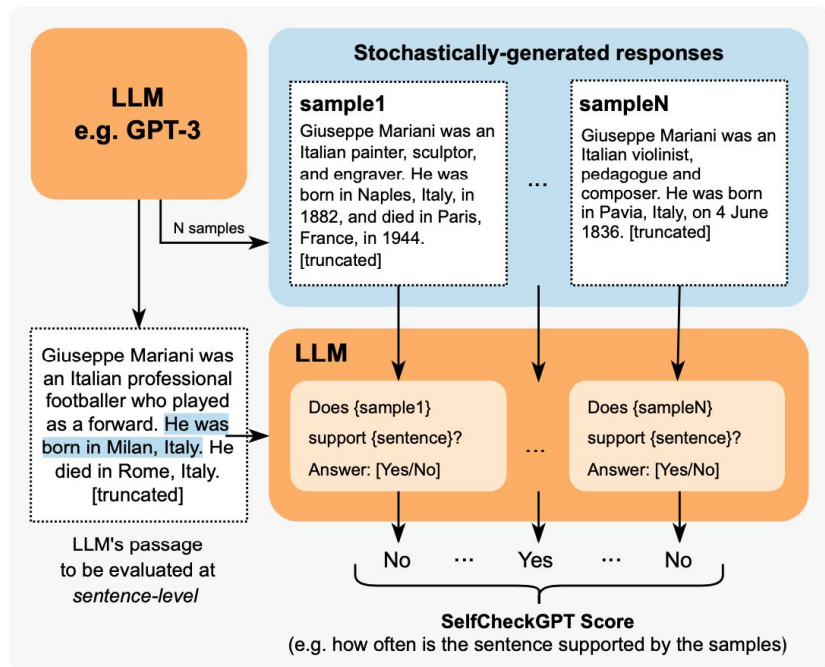 LLM
e.g. GPT-3
N samples
Stochastically-generated responses
sample1
Giuseppe Mariani was an
Italian painter, sculptor,
and engraver. He was
born in Naples, Italy, in
1882, and died in Paris,
France, in 1944.
[truncated]
...
sampleN
Giuseppe Mariani was an
Italian violinist,
pedagogue and
composer. He was born
in Pavia, Italy, on 4 June
1836. [truncated]
Giuseppe Mariani was
an Italian professional
footballer who played
as a forward. He was
born in Milan, Italy. He
died in Rome, Italy.
[truncated]
LLM's passage
to be evaluated at
sentence-level
LLM
Does {sample1}
support {sentence}?
Answer: [Yes/No]
...
Does {sampleN}
support {sentence}?
Answer: [Yes/No]
No ... Yes ... No
SelfCheckGPT Score
(e.g. how often is the sentence supported by the samples)